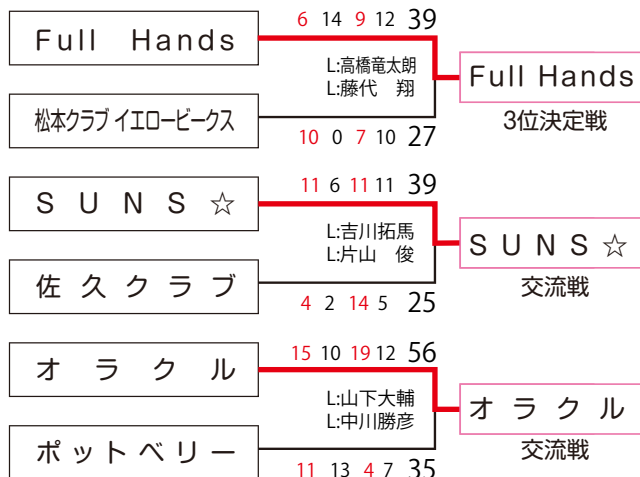 6 14 9 12 39
Full Hands
L:高橋竜太朗
L:藤代 翔
Full Hands
3位決定戦
松本クラブ イエロービークス
10 0 7 10 27
11 6 11 11 39
SUNS☆
L:吉川拓馬
L:片山 俊
SUNS☆
交流戦
佐久クラブ
4 2 14 5 25
15 10 19 12 56
オラクル
L:山下大輔
L:中川勝彦
オラクル
交流戦
ポットベリー
11 13 4 7 35